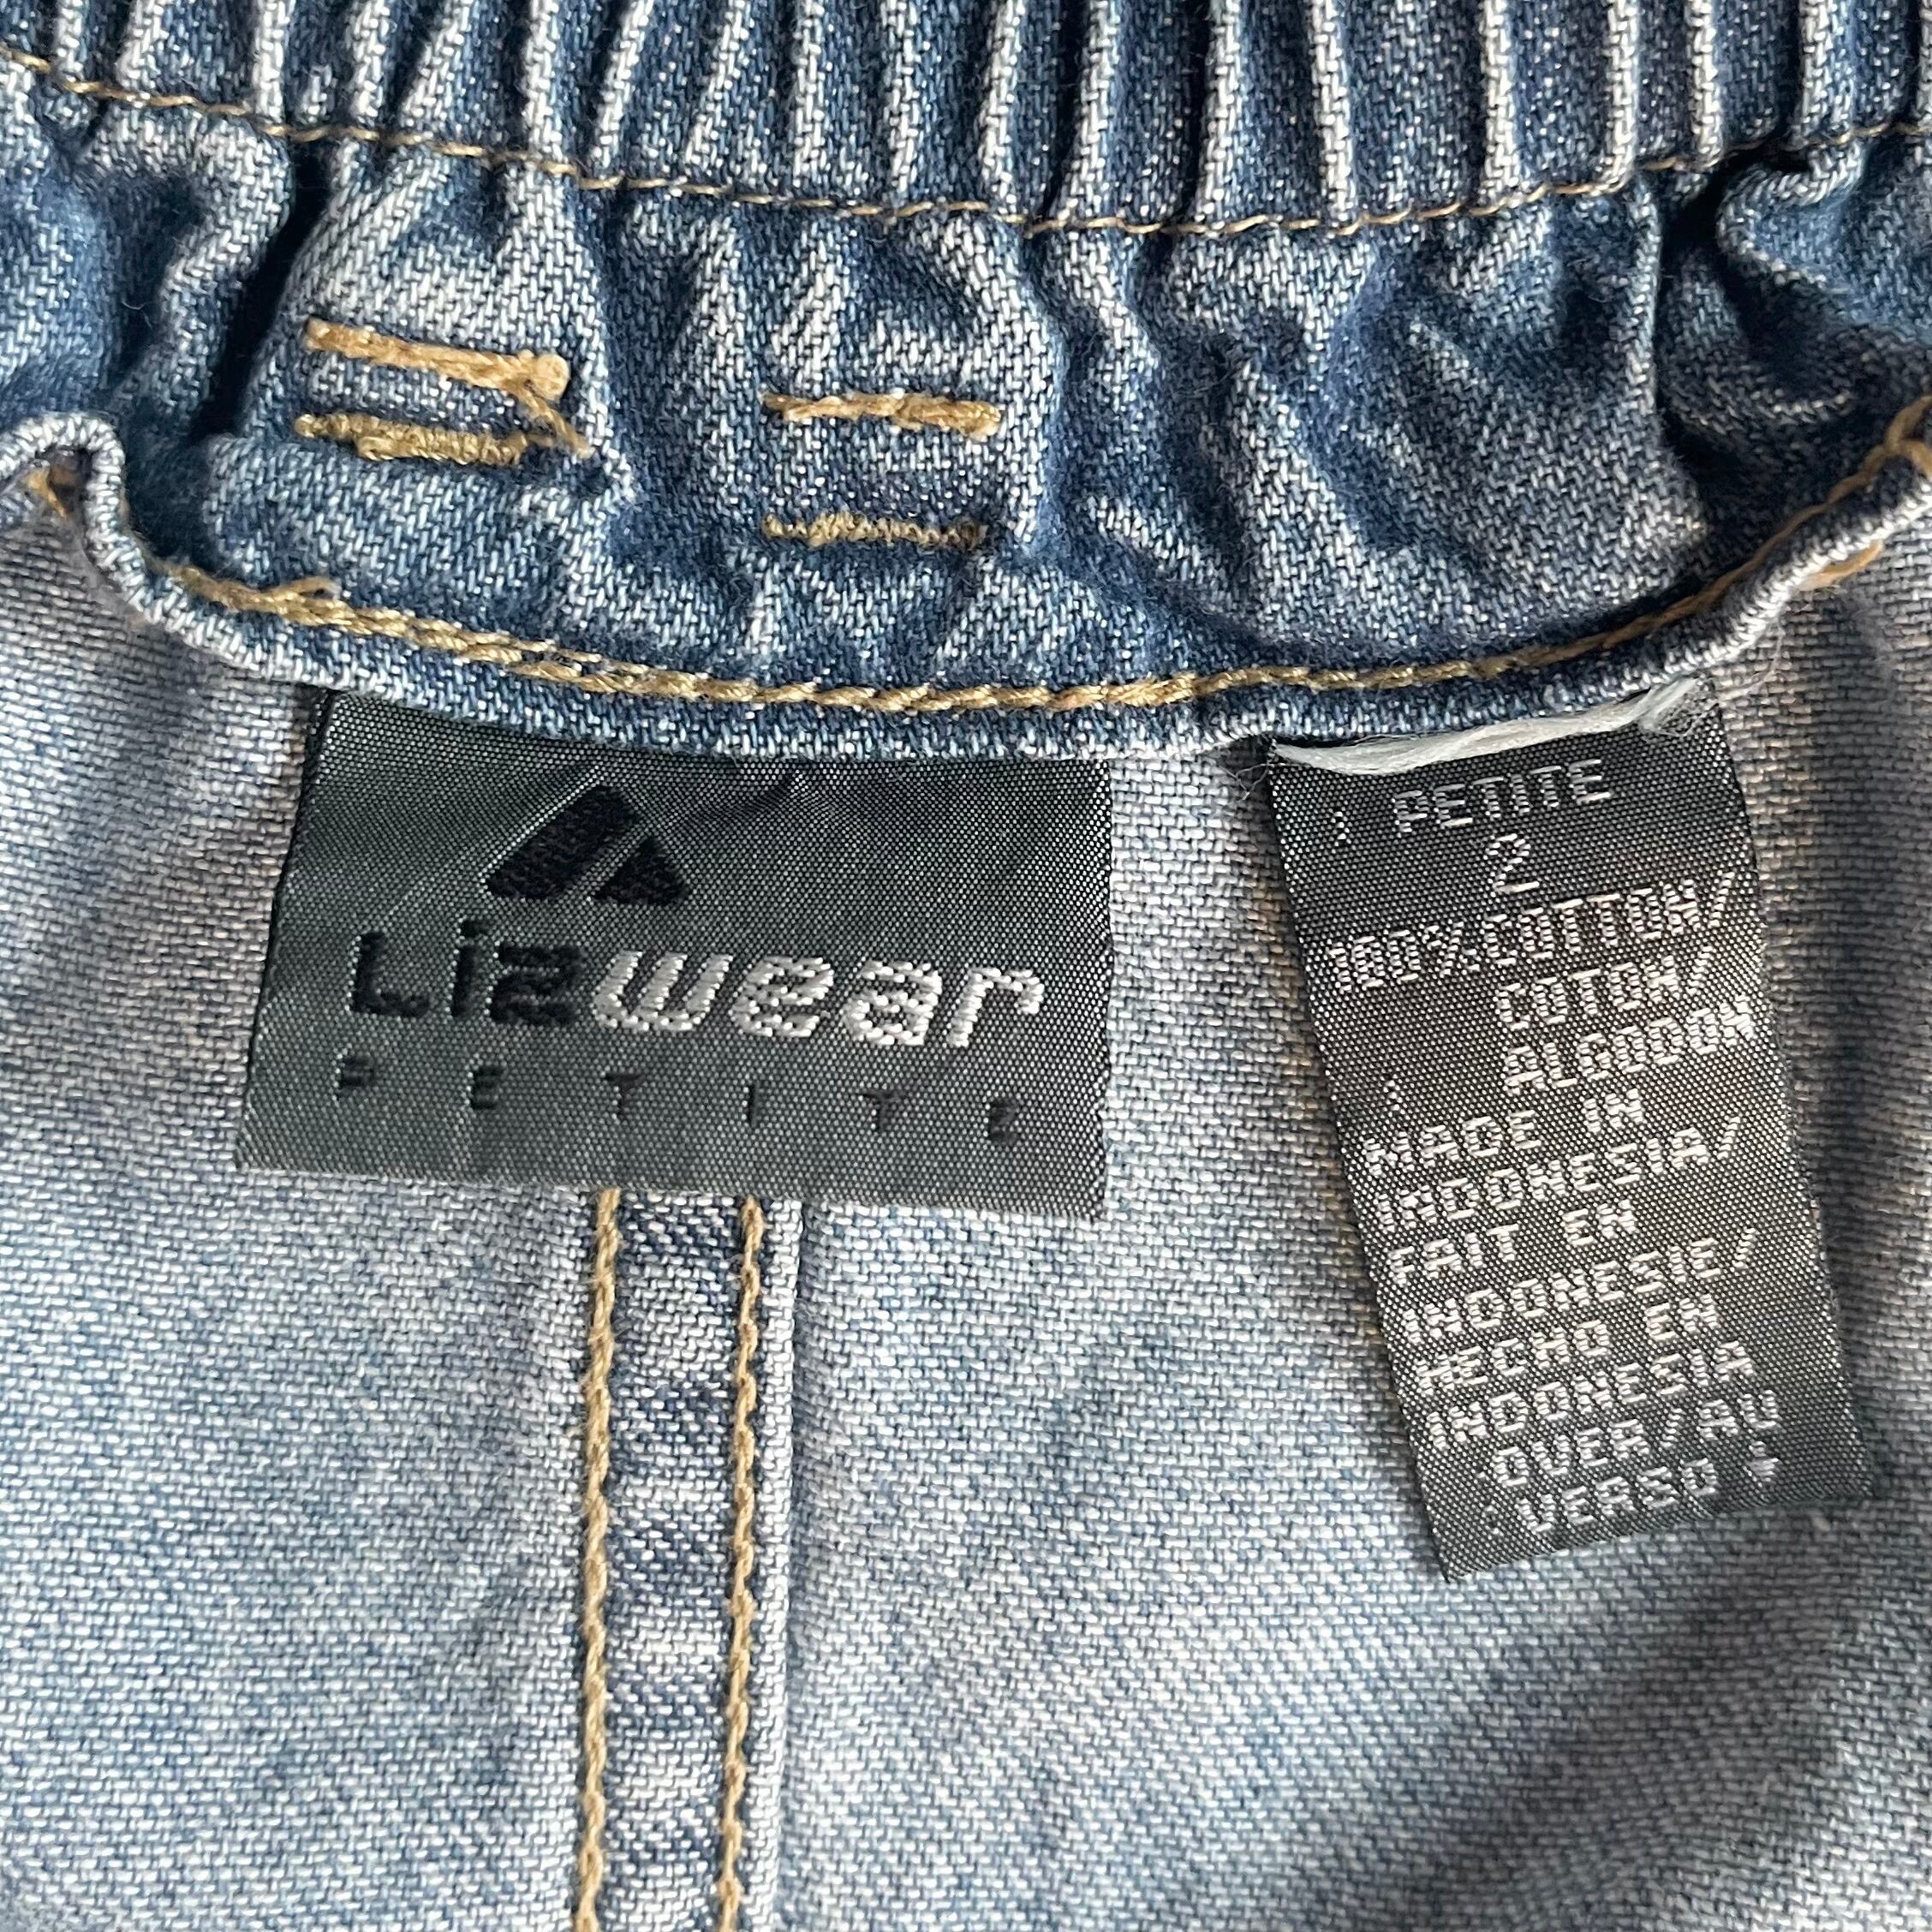 Lizwear
PETITE
PETITE
2
100% COTTON/
COTON/
ALGODON
MADE IN
INDONESIA/
FAIT EN
INDONESIE/
HECHO EN
INDONESIA
OVER/AU
VERSO